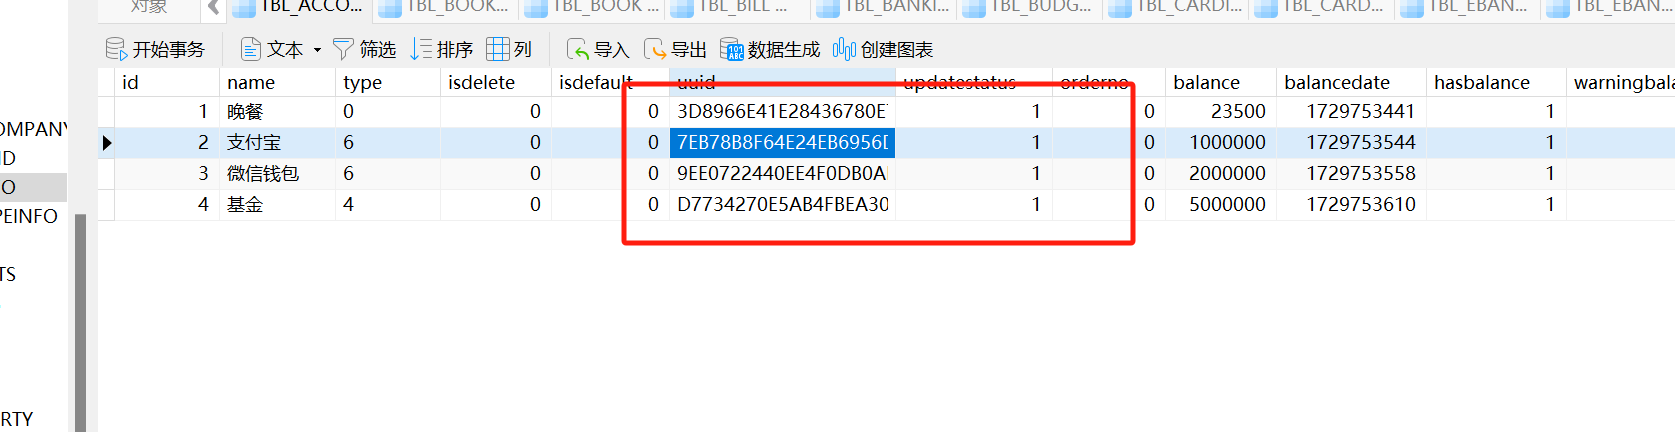 对象 TBL_ACCO... TBL_BOOK... TBL_BOOK ... TBL_BILL ... TBL_BANKI... TBL_BUDG... TBL_CARDI... TBL_CARD... TBL_EBAN... TBL_EBAN...
开始事务 文本 筛选 排序 列 导入 导出 数据生成 创建图表
id name type isdelete isdefault uuid updatestatus orderno balance balancedate hasbalance warningbala
1 晚餐 0 0 0 3D8966E41E28436780E 1 0 23500 1729753441 1
2 支付宝 6 0 0 7EB78B8F64E24EB6956D 1 0 1000000 1729753544 1
3 微信钱包 6 0 0 9EE0722440EE4F0DB0A 1 0 2000000 1729753558 1
4 基金 4 0 0 D7734270E5AB4FBEA30 1 0 5000000 1729753610 1
OMPANY
ID
O
PEINFO
TS
RTY